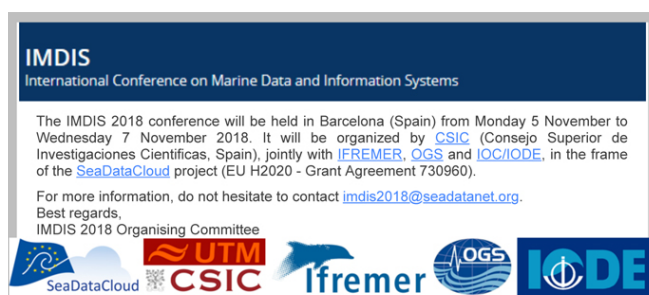 IMDIS
International Conference on Marine Data and Information Systems
The IMDIS 2018 conference will be held in Barcelona (Spain) from Monday 5 November to
Wednesday 7 November 2018. It will be organized by CSIC (Consejo Superior de
Investigaciones Cientificas, Spain), jointly with IFREMER, OGS and IOC/IODE, in the frame
of the SeaDataCloud project (EU H2020 - Grant Agreement 730960).
For more information, do not hesitate to contact imdis2018@seadatanet.org.
Best regards,
IMDIS 2018 Organising Committee
SeaDataCloud
UTM
CSIC
Ifremer
OGS
IODE